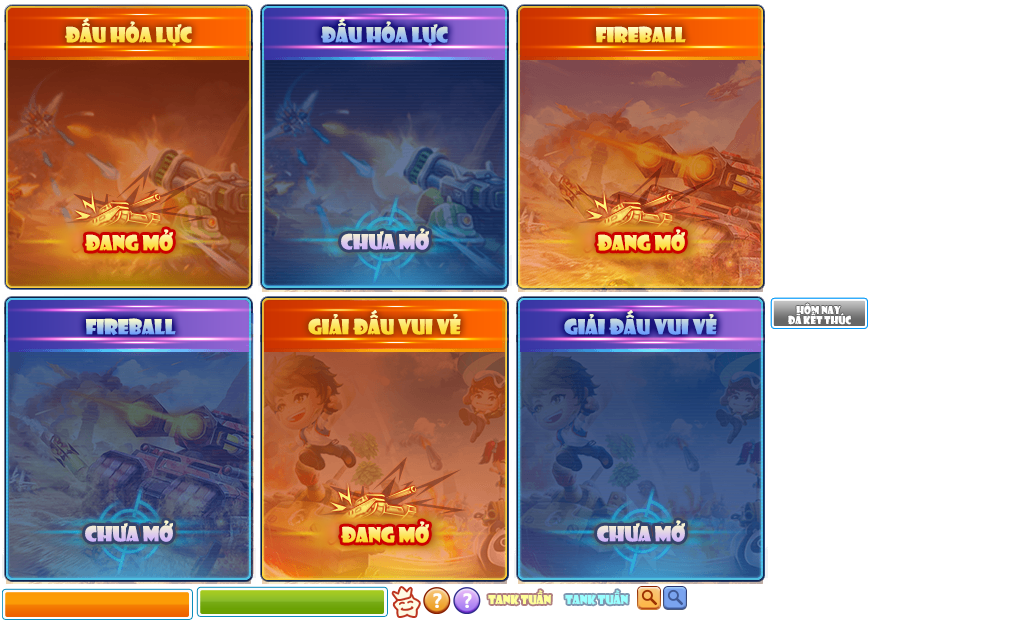 ĐẤU HỎA LỰC
ĐẤU HỎA LỰC
FIREBALL
ĐANG MỞ
CHƯA MỞ
ĐANG MỞ
FIREBALL
GIẢI ĐẤU VUI VẺ
GIẢI ĐẤU VUI VẺ
HÔM NAY
ĐÃ KẾT THÚC
CHƯA MỞ
ĐANG MỞ
CHƯA MỞ
? ?
TANK TUẦN
TANK TUẦN